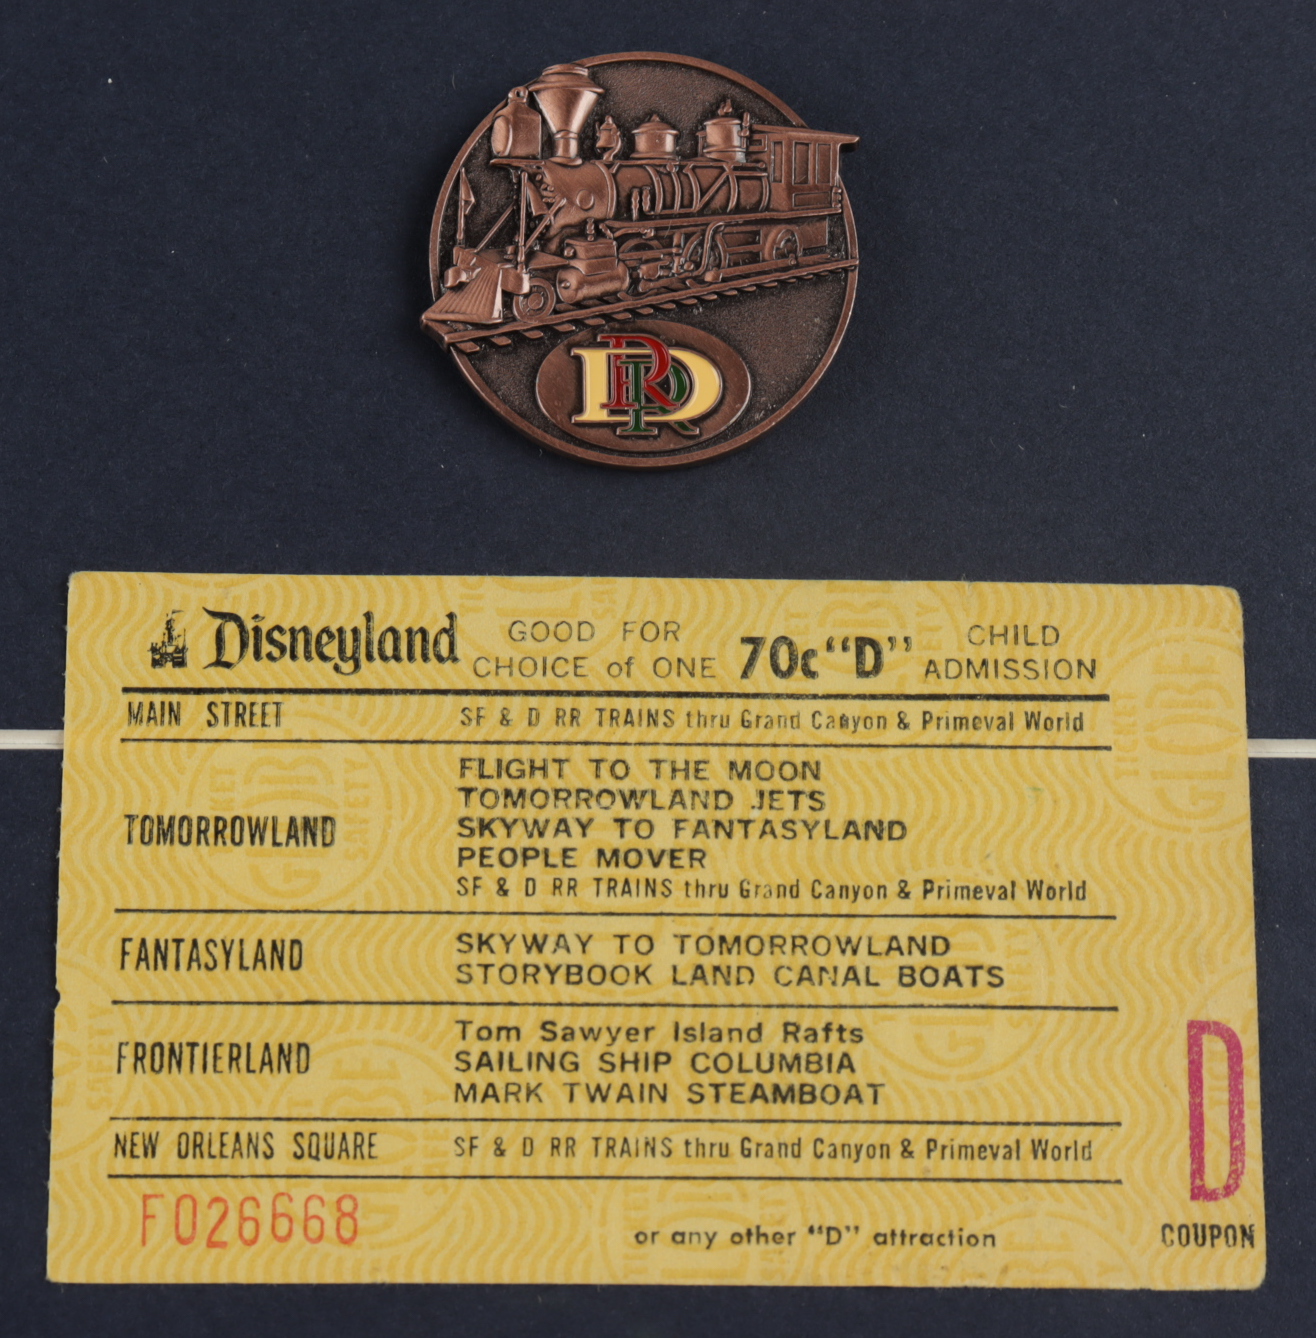 DRR
Disneyland GOOD FOR CHOICE of ONE 70c "D" CHILD ADMISSION
MAIN STREET SF & D RR TRAINS thru Grand Canyon & Primeval World
TOMORROWLAND
FLIGHT TO THE MOON
TOMORROWLAND JETS
SKYWAY TO FANTASYLAND
PEOPLE MOVER
SF & D RR TRAINS thru Grand Canyon & Primeval World
FANTASYLAND
SKYWAY TO TOMORROWLAND
STORYBOOK LAND CANAL BOATS
FRONTIERLAND
Tom Sawyer Island Rafts
SAILING SHIP COLUMBIA
MARK TWAIN STEAMBOAT
NEW ORLEANS SQUARE SF & D RR TRAINS thru Grand Canyon & Primeval World
F026668
or any other "D" attraction
D
COUPON
GLOBE
TICKET
SAFETY